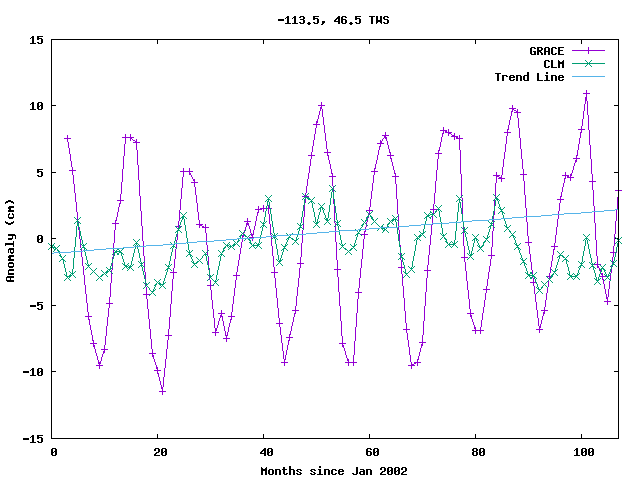 -113.5, 46.5 TWS
15
10
5
0
-5
-10
-15
Anomaly (cm)
GRACE
CLM
Trend Line
0 20 40 60 80 100
Months since Jan 2002